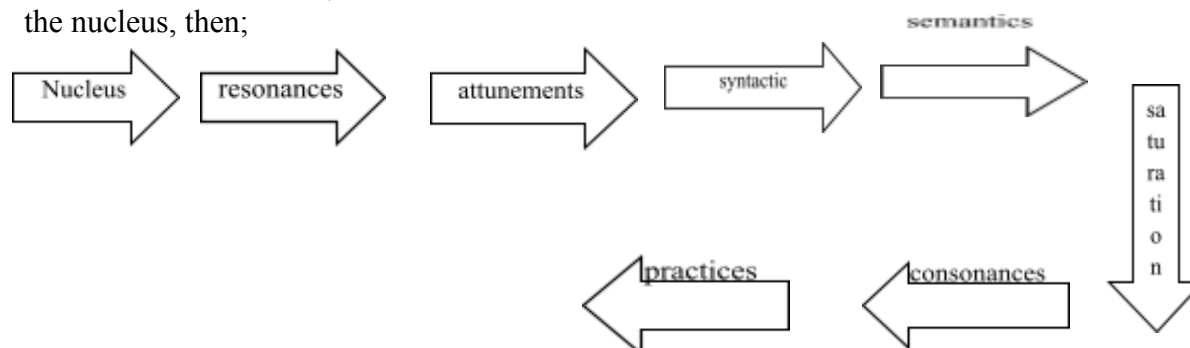 the nucleus, then;
semantics
Nucleus
resonances
attunements
syntactic
sa
tu
ra
ti
o
n
practices
consonances